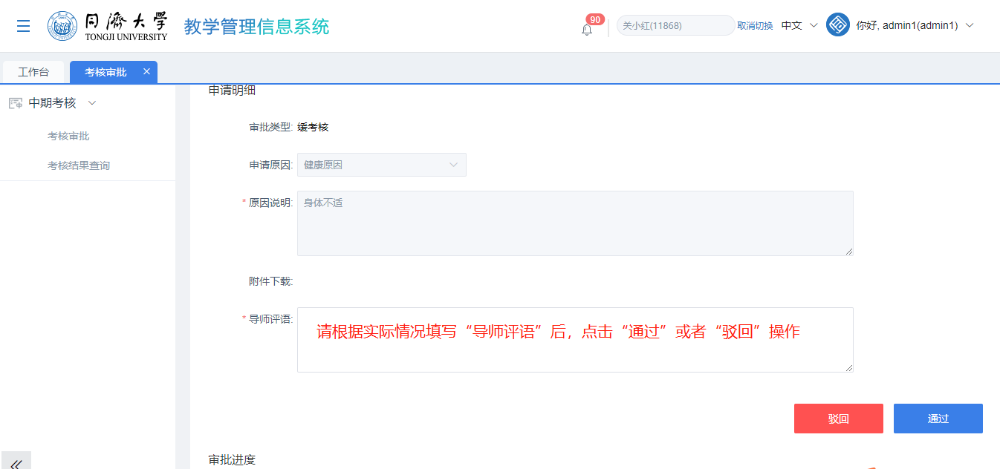 同濟大学
TONGJI UNIVERSITY
教学管理信息系统
90
关小红(11868)
取消切换
中文
你好, admin1(admin1)
工作台
考核审批
中期考核
考核审批
考核结果查询
申请明细
审批类型: 缓考核
申请原因: 健康原因
* 原因说明: 身体不适
附件下载:
* 导师评语:
请根据实际情况填写“导师评语”后，点击“通过”或者“驳回”操作
驳回
通过
审批进度